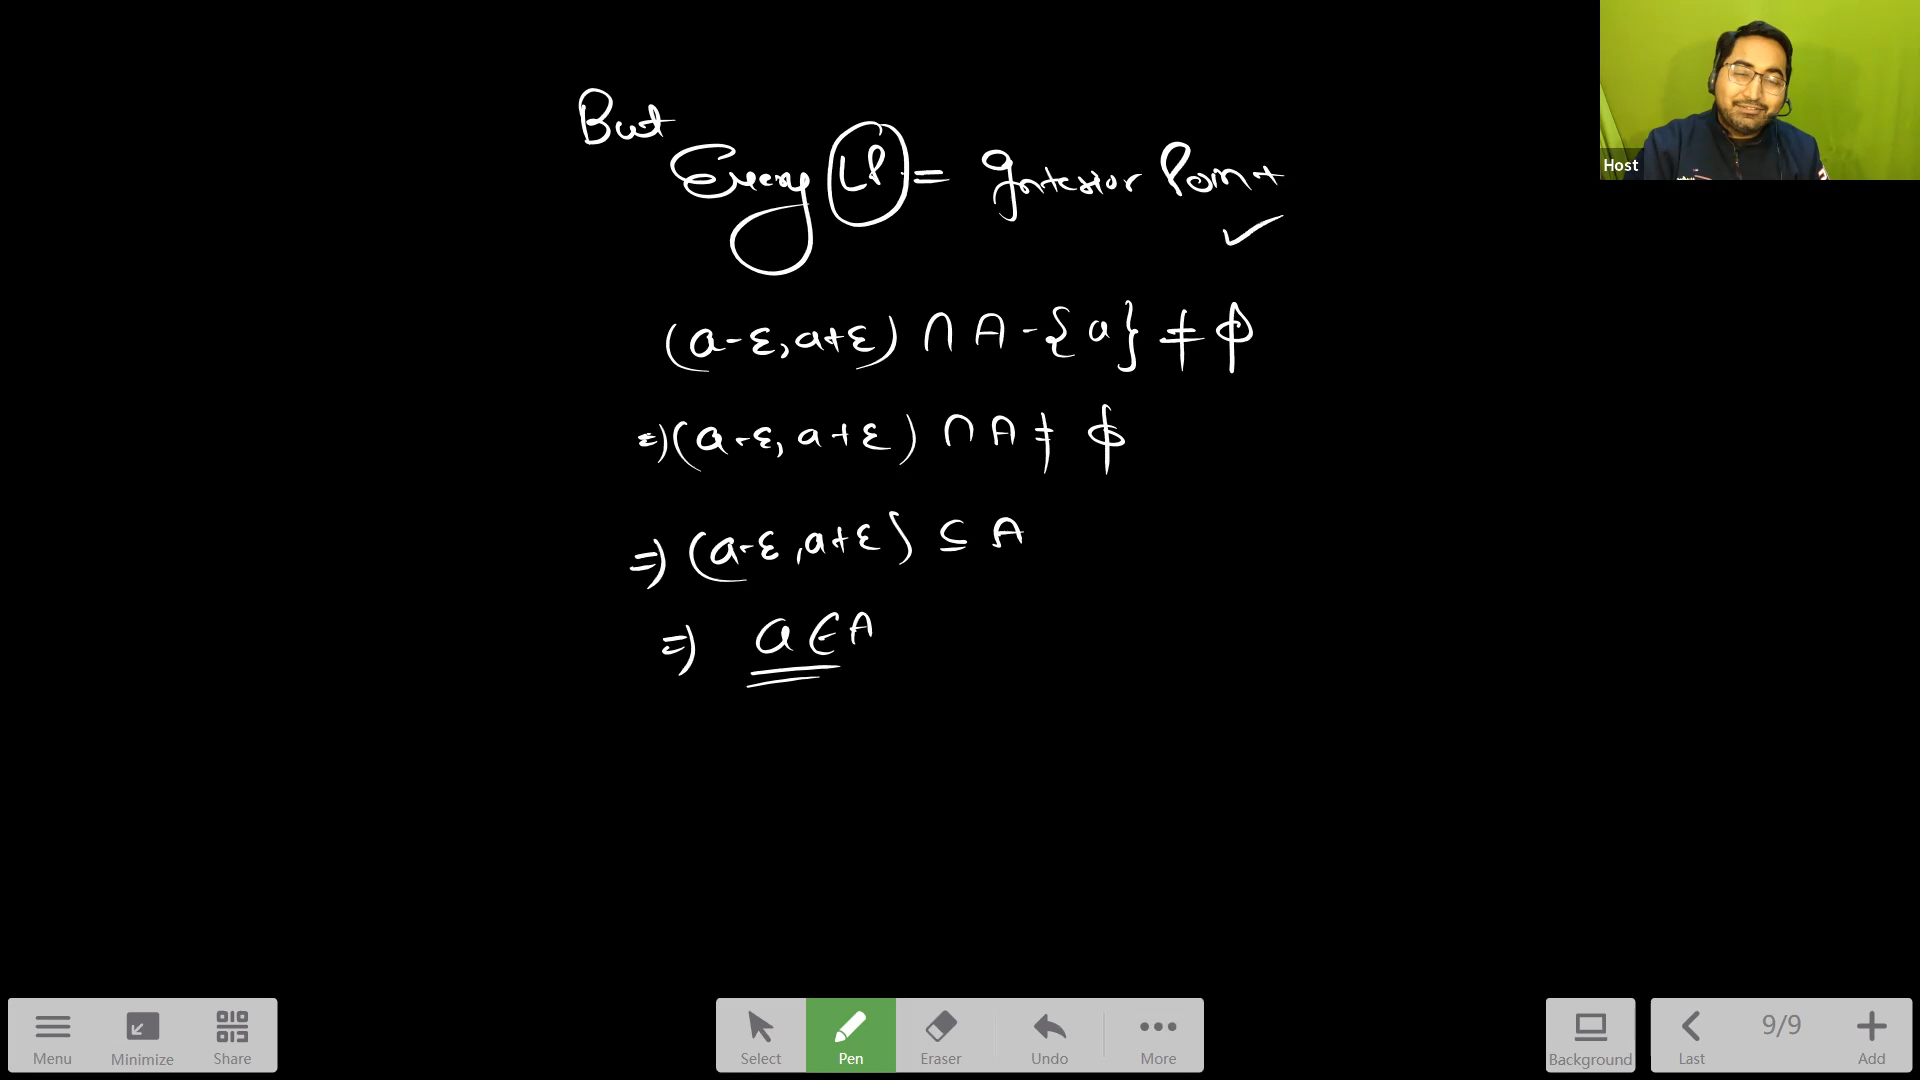 But
Every LP = Interior Point
(a-ε, a+ε) ∩ A - {a} ≠ ϕ
=) (a-ε, a+ε) ∩ A ≠ ϕ
=) (a-ε, a+ε) ⊆ A
=) a ∈ A
Host
Menu Minimize Share Select Pen Eraser Undo More Background Last 9/9 Add